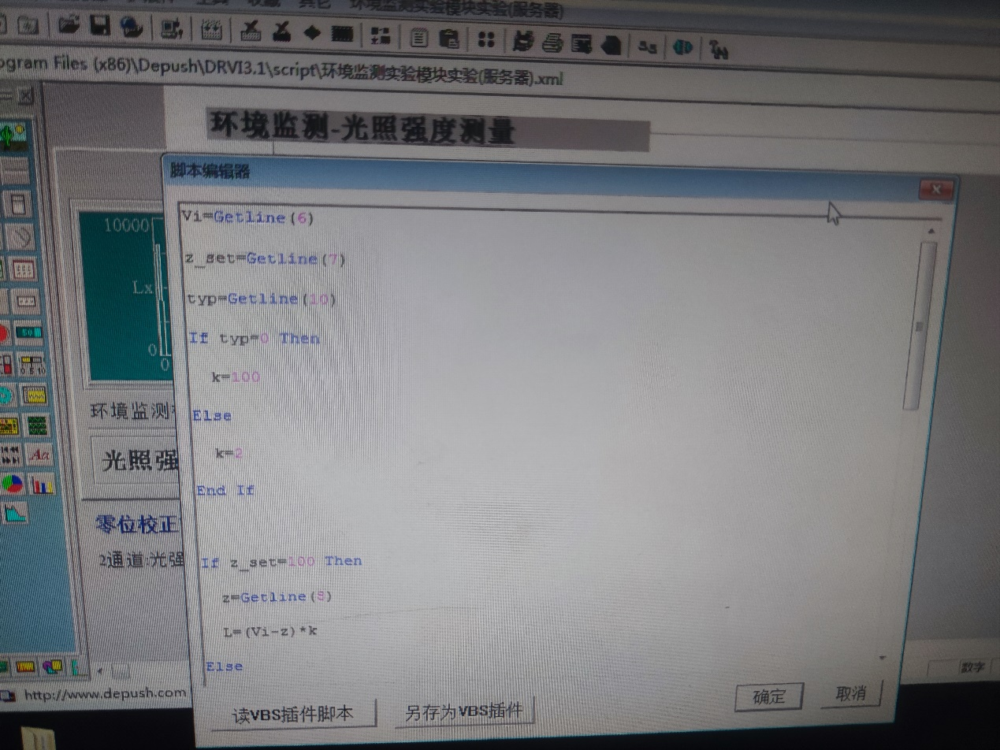 环境监测实验模块实验(服务器)
ogram Files (x86)\Depush\DRVI3.1\script\环境监测实验模块实验(服务器).xml
环境监测-光照强度测量
脚本编辑器
10000
Lx
0
0
Vi=Getline(6)
z_set=Getline(7)
typ=Getline(10)
If typ=0 Then
k=100
Else
k=2
End If
If z_set=100 Then
z=Getline(8)
L=(Vi-z)*k
Else
环境监测
光照强
零位校正
2通道:光强
Aa
读VBS插件脚本
另存为VBS插件
确定
取消
数字
http://www.depush.com